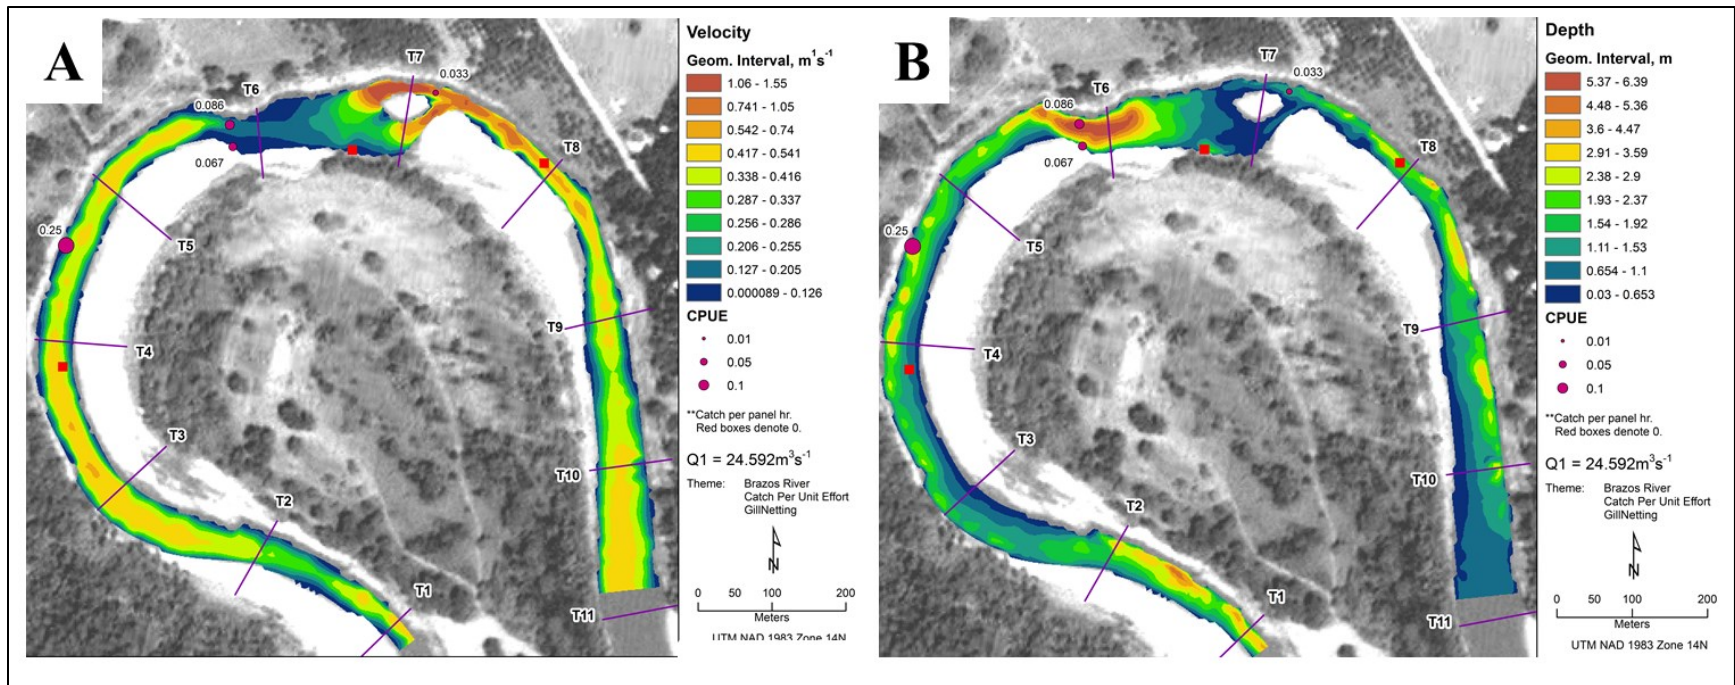 A
T7
0.033
T6
0.086
0.067
T8
T5
0.25
T9
T4
T3
T10
T2
T1
T11
Velocity
Geom. Interval, m¹s⁻¹
1.06 - 1.55
0.741 - 1.05
0.542 - 0.74
0.417 - 0.541
0.338 - 0.416
0.287 - 0.337
0.256 - 0.286
0.206 - 0.255
0.127 - 0.205
0.000089 - 0.126
CPUE
0.01
0.05
0.1
**Catch per panel hr.
Red boxes denote 0.
Q1 = 24.592m³s⁻¹
Theme: Brazos River
Catch Per Unit Effort
GillNetting
N
0 50 100 200
Meters
UTM NAD 1983 Zone 14N
B
T7
0.033
T6
0.086
0.067
T8
T5
0.25
T9
T4
T3
T10
T2
T1
T11
Depth
Geom. Interval, m
5.37 - 6.39
4.48 - 5.36
3.6 - 4.47
2.91 - 3.59
2.38 - 2.9
1.93 - 2.37
1.54 - 1.92
1.11 - 1.53
0.654 - 1.1
0.03 - 0.653
CPUE
0.01
0.05
0.1
**Catch per panel hr.
Red boxes denote 0.
Q1 = 24.592m³s⁻¹
Theme: Brazos River
Catch Per Unit Effort
GillNetting
N
0 50 100 200
Meters
UTM NAD 1983 Zone 14N